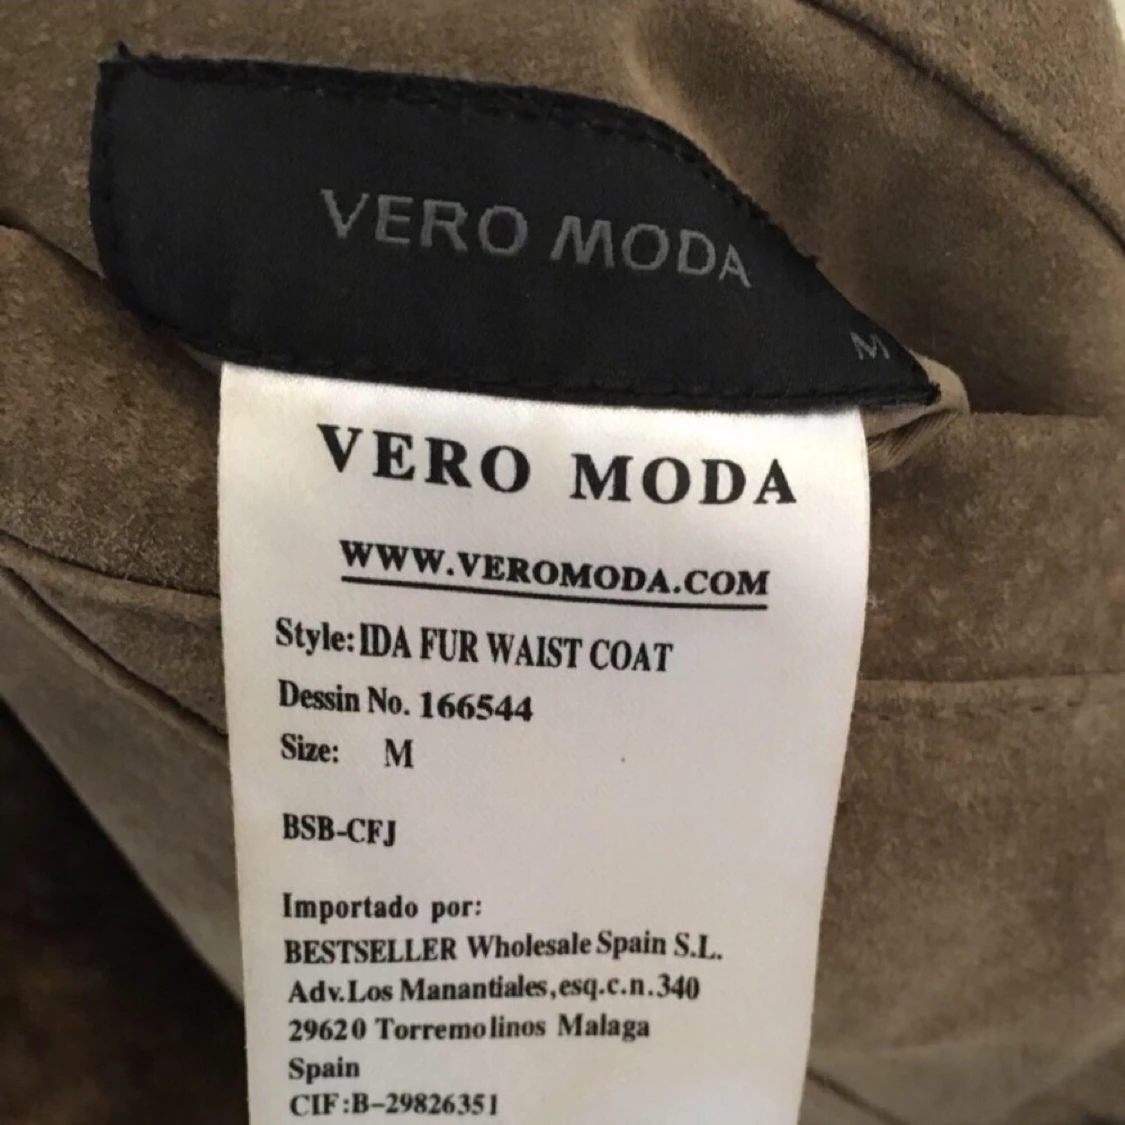 VERO MODA
M
VERO MODA
WWW.VEROMODA.COM
Style: IDA FUR WAIST COAT
Dessin No. 166544
Size: M
BSB-CFJ
Importado por:
BESTSELLER Wholesale Spain S.L.
Adv.Los Manantiales,esq.c.n.340
29620 Torremolinos Malaga
Spain
CIF:B-29826351